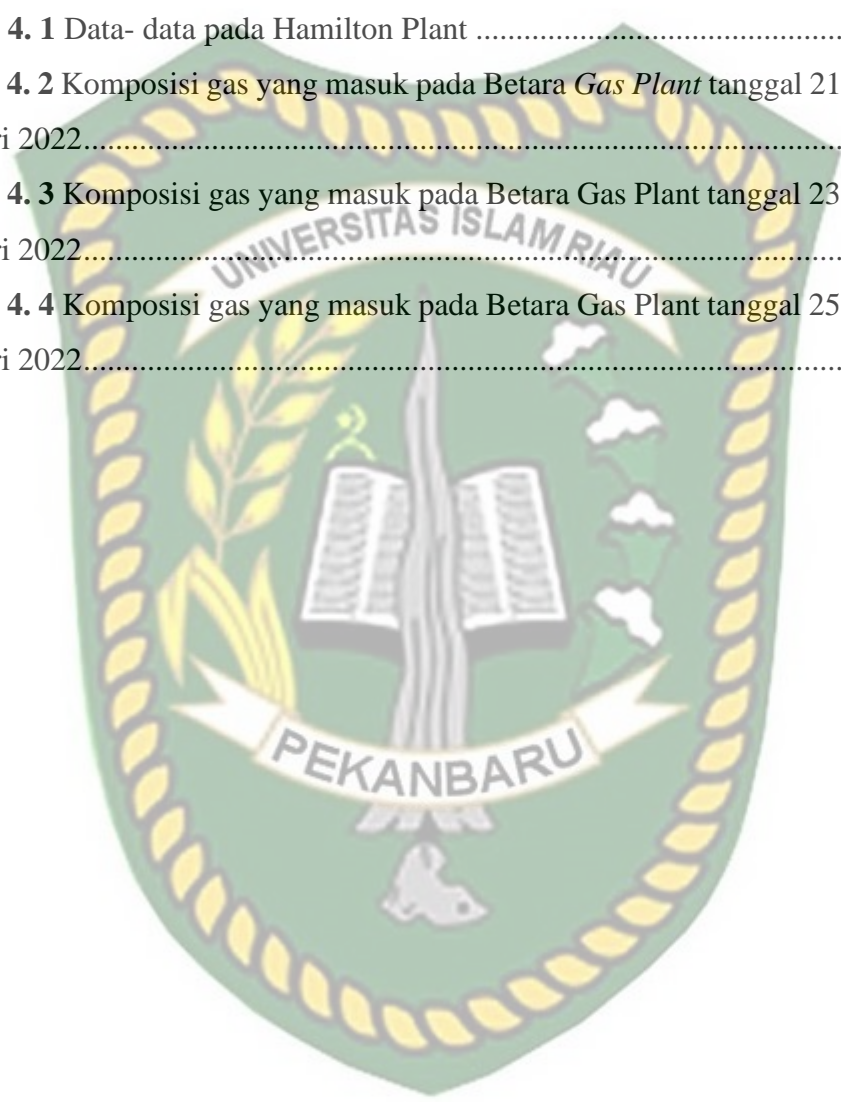 4. 1 Data- data pada Hamilton Plant ........................................
4. 2 Komposisi gas yang masuk pada Betara Gas Plant tanggal 21
i 2022..........................................................................................
4. 3 Komposisi gas yang masuk pada Betara Gas Plant tanggal 23
i 2022..........................................................................................
4. 4 Komposisi gas yang masuk pada Betara Gas Plant tanggal 25
i 2022..........................................................................................
UNIVERSITAS ISLAM RIAU
PEKANBARU